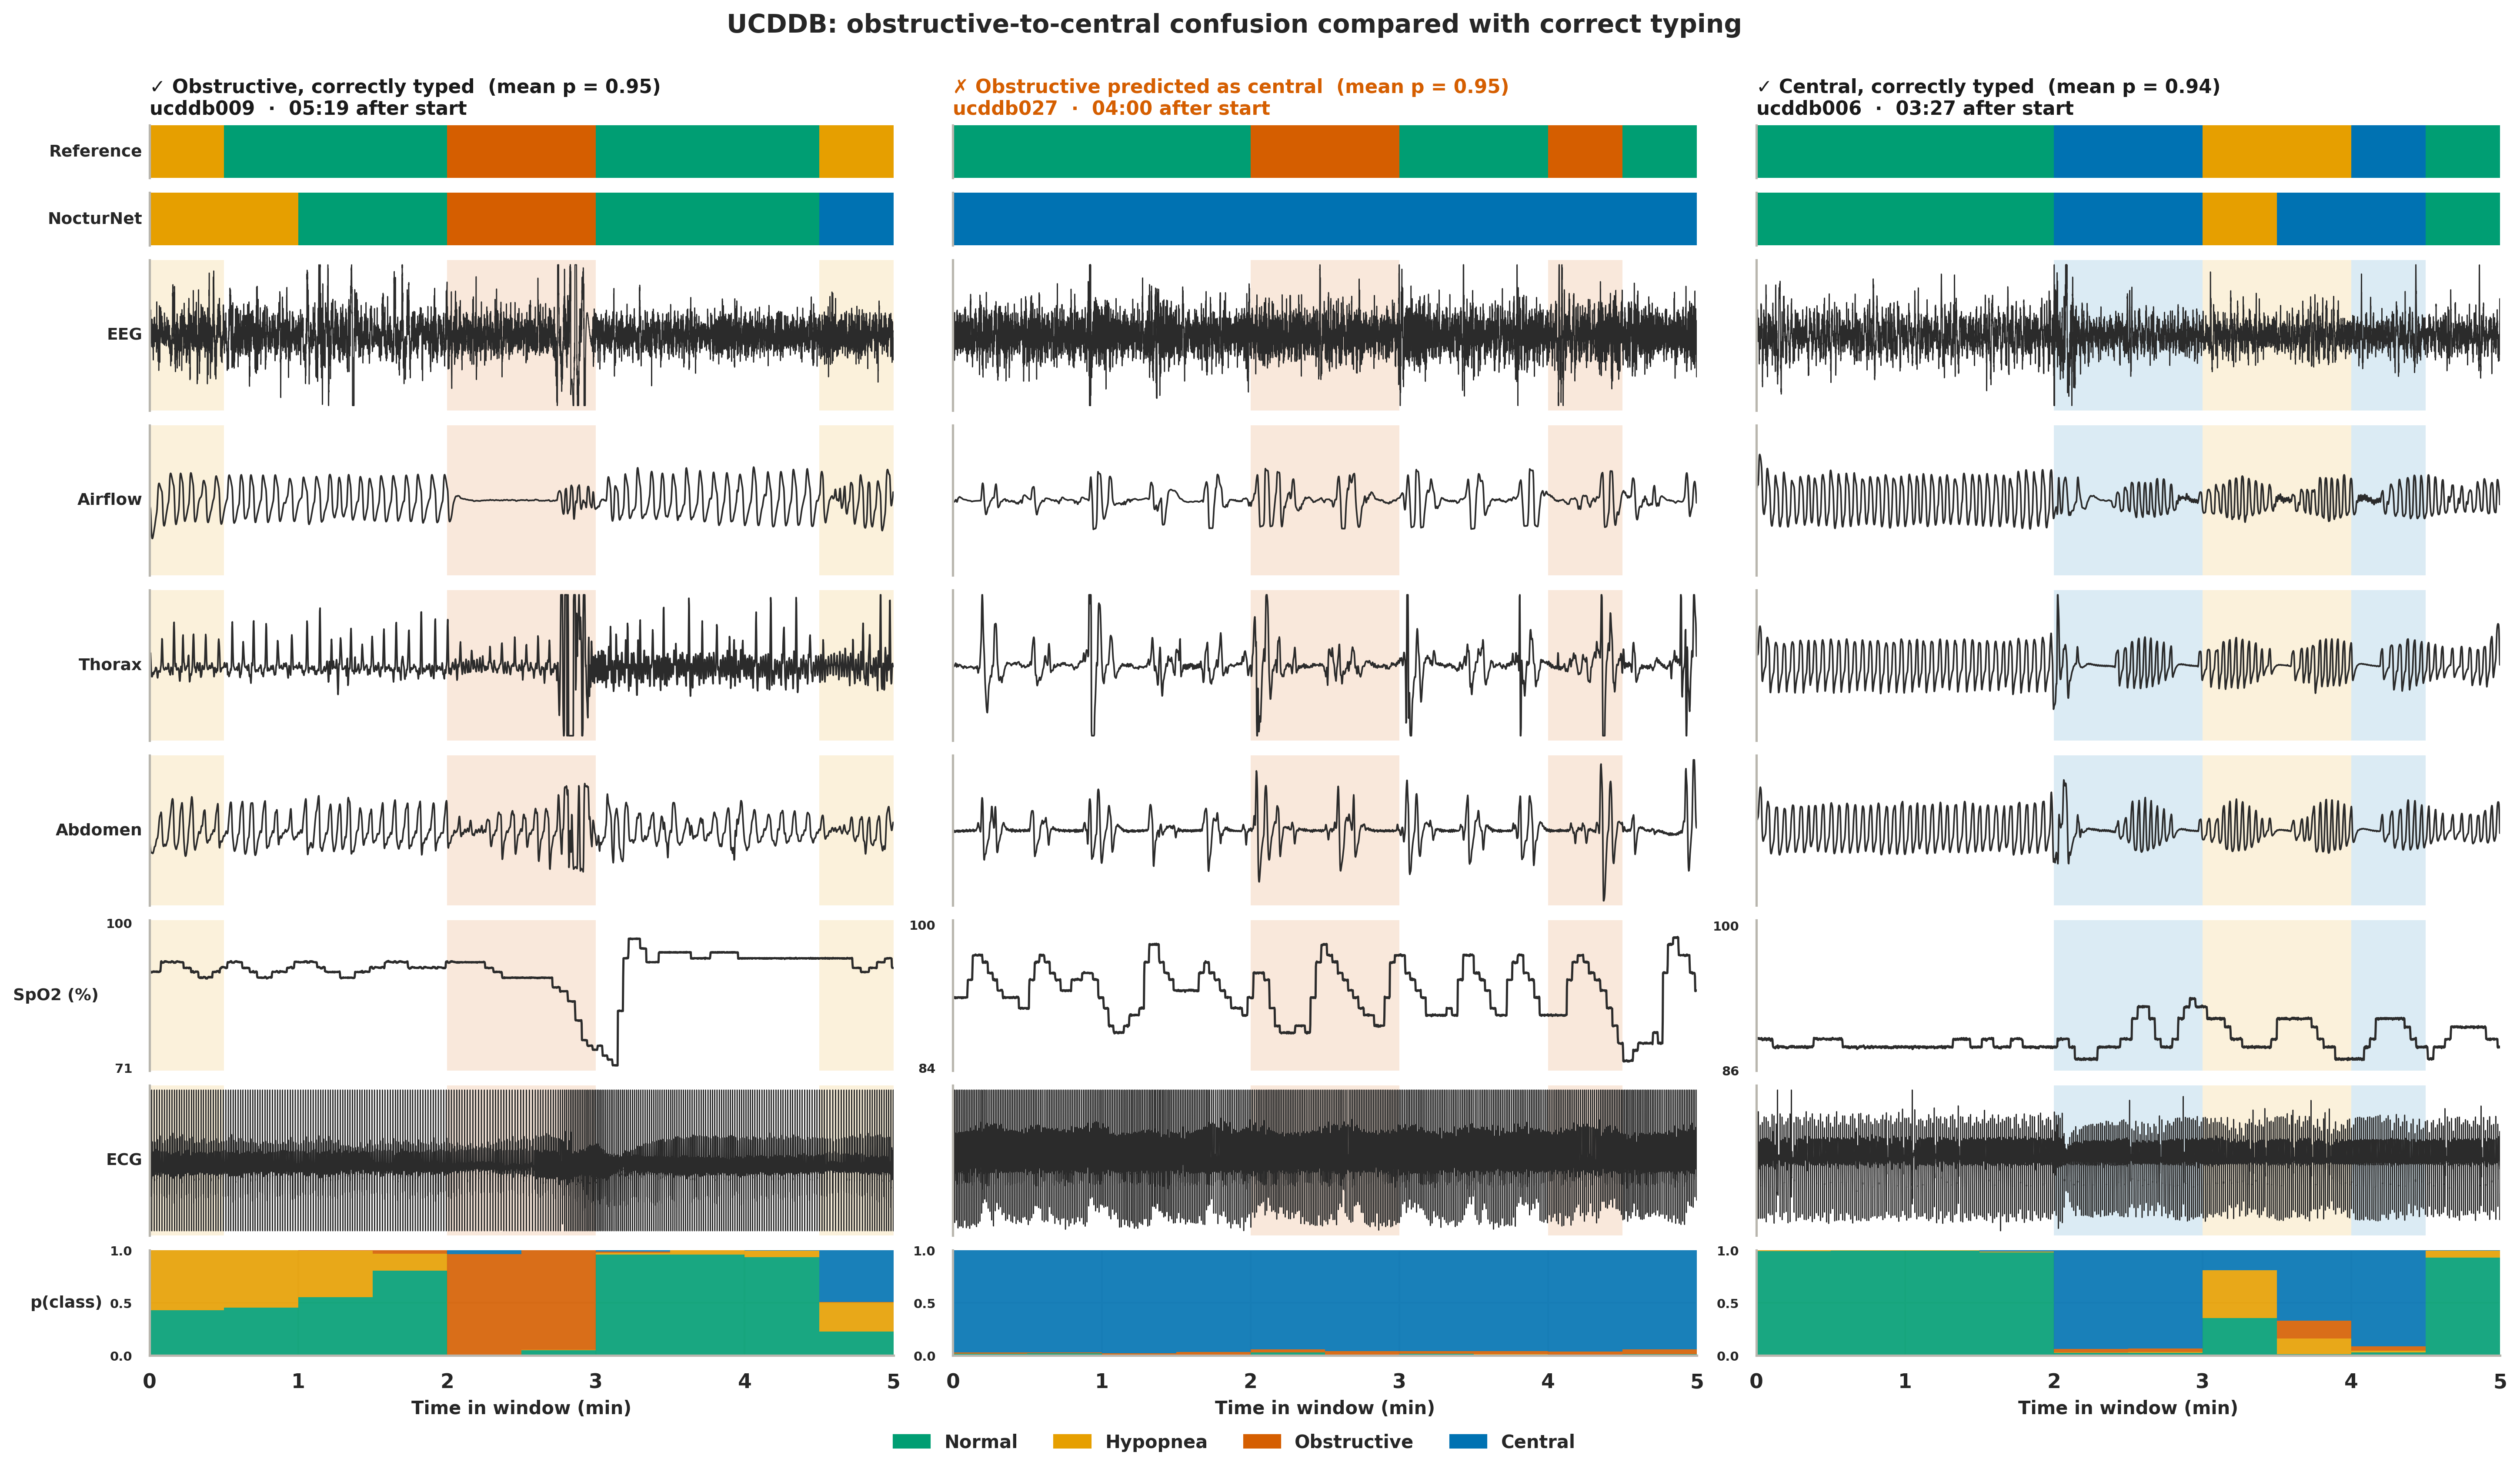 UCDDB: obstructive-to-central confusion compared with correct typing
✓ Obstructive, correctly typed (mean p = 0.95)
ucddb009 · 05:19 after start
✗ Obstructive predicted as central (mean p = 0.95)
ucddb027 · 04:00 after start
✓ Central, correctly typed (mean p = 0.94)
ucddb006 · 03:27 after start
Reference
NocturNet
EEG
Airflow
Thorax
Abdomen
100
100
100
SpO2 (%)
71
84
86
ECG
1.0
1.0
1.0
p(class)
0.5
0.5
0.5
0.0
0.0
0.0
0 1 2 3 4 5
0 1 2 3 4 5
0 1 2 3 4 5
Time in window (min)
Time in window (min)
Time in window (min)
Normal
Hypopnea
Obstructive
Central